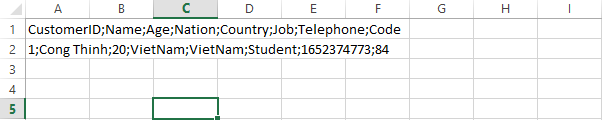 A B C D E F G H I
1 CustomerID;Name;Age;Nation;Country;Job;Telephone;Code
2 1;Cong Thinh;20;VietNam;VietNam;Student;1652374773;84
3
4
5